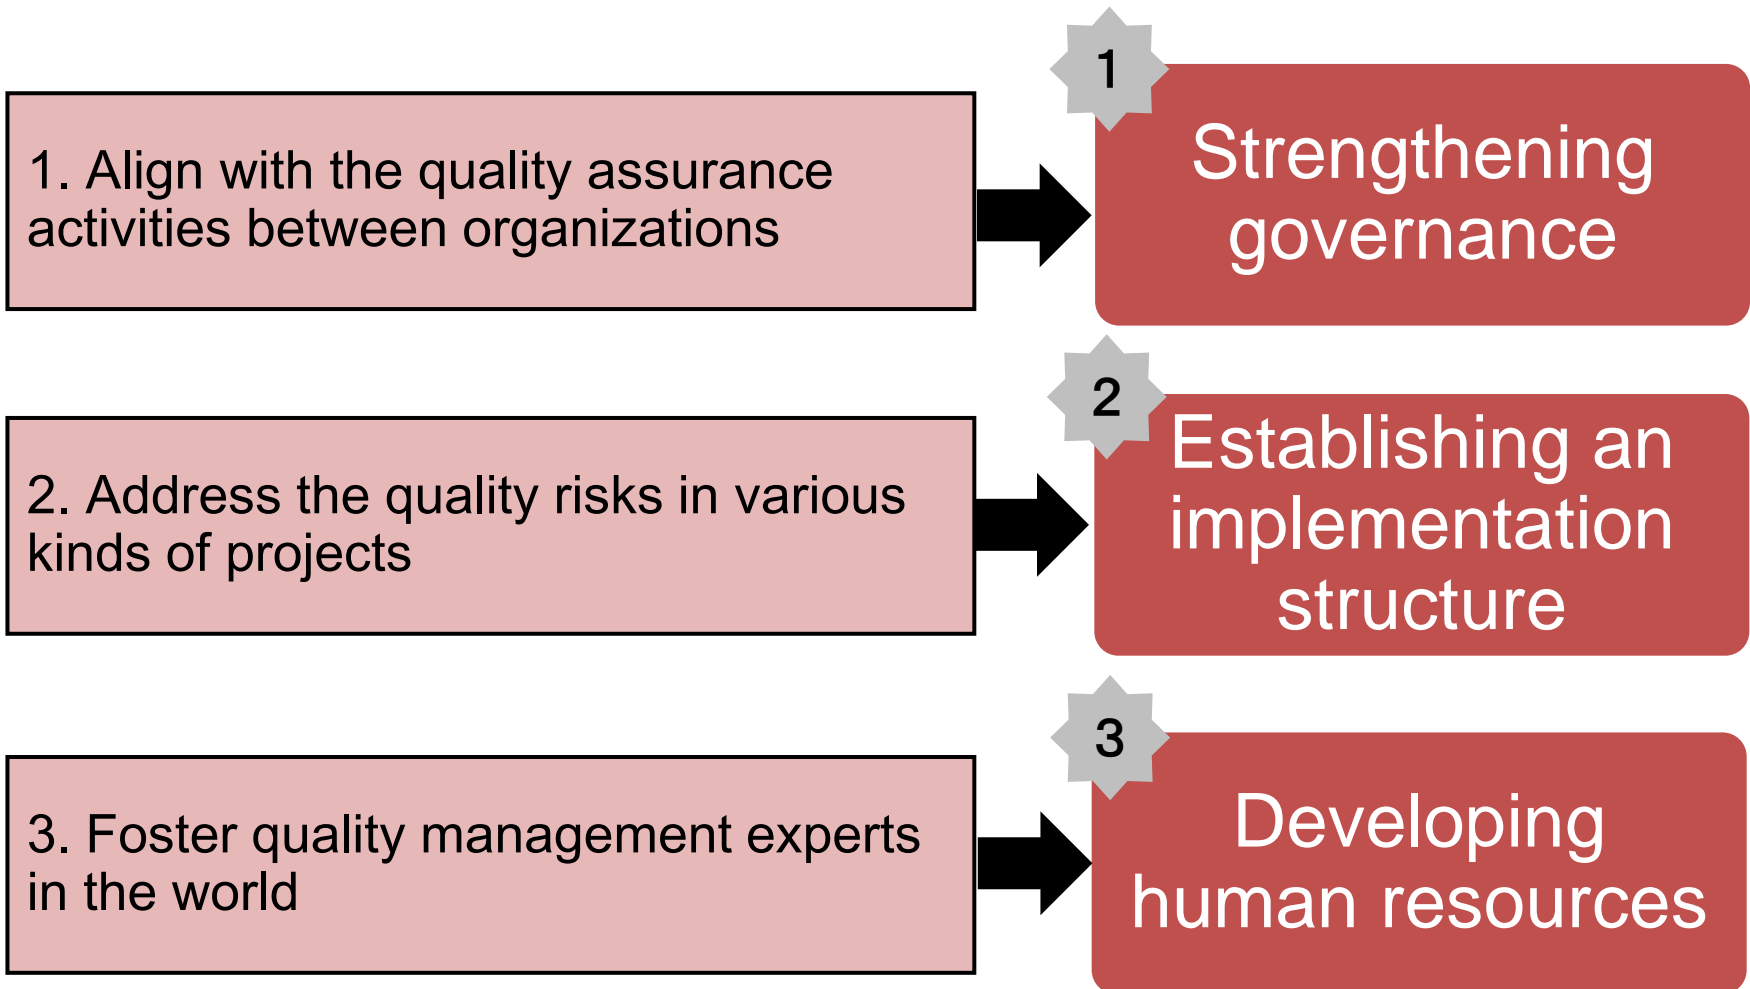 1. Align with the quality assurance
activities between organizations
1
Strengthening
governance
2. Address the quality risks in various
kinds of projects
2
Establishing an
implementation
structure
3. Foster quality management experts
in the world
3
Developing
human resources